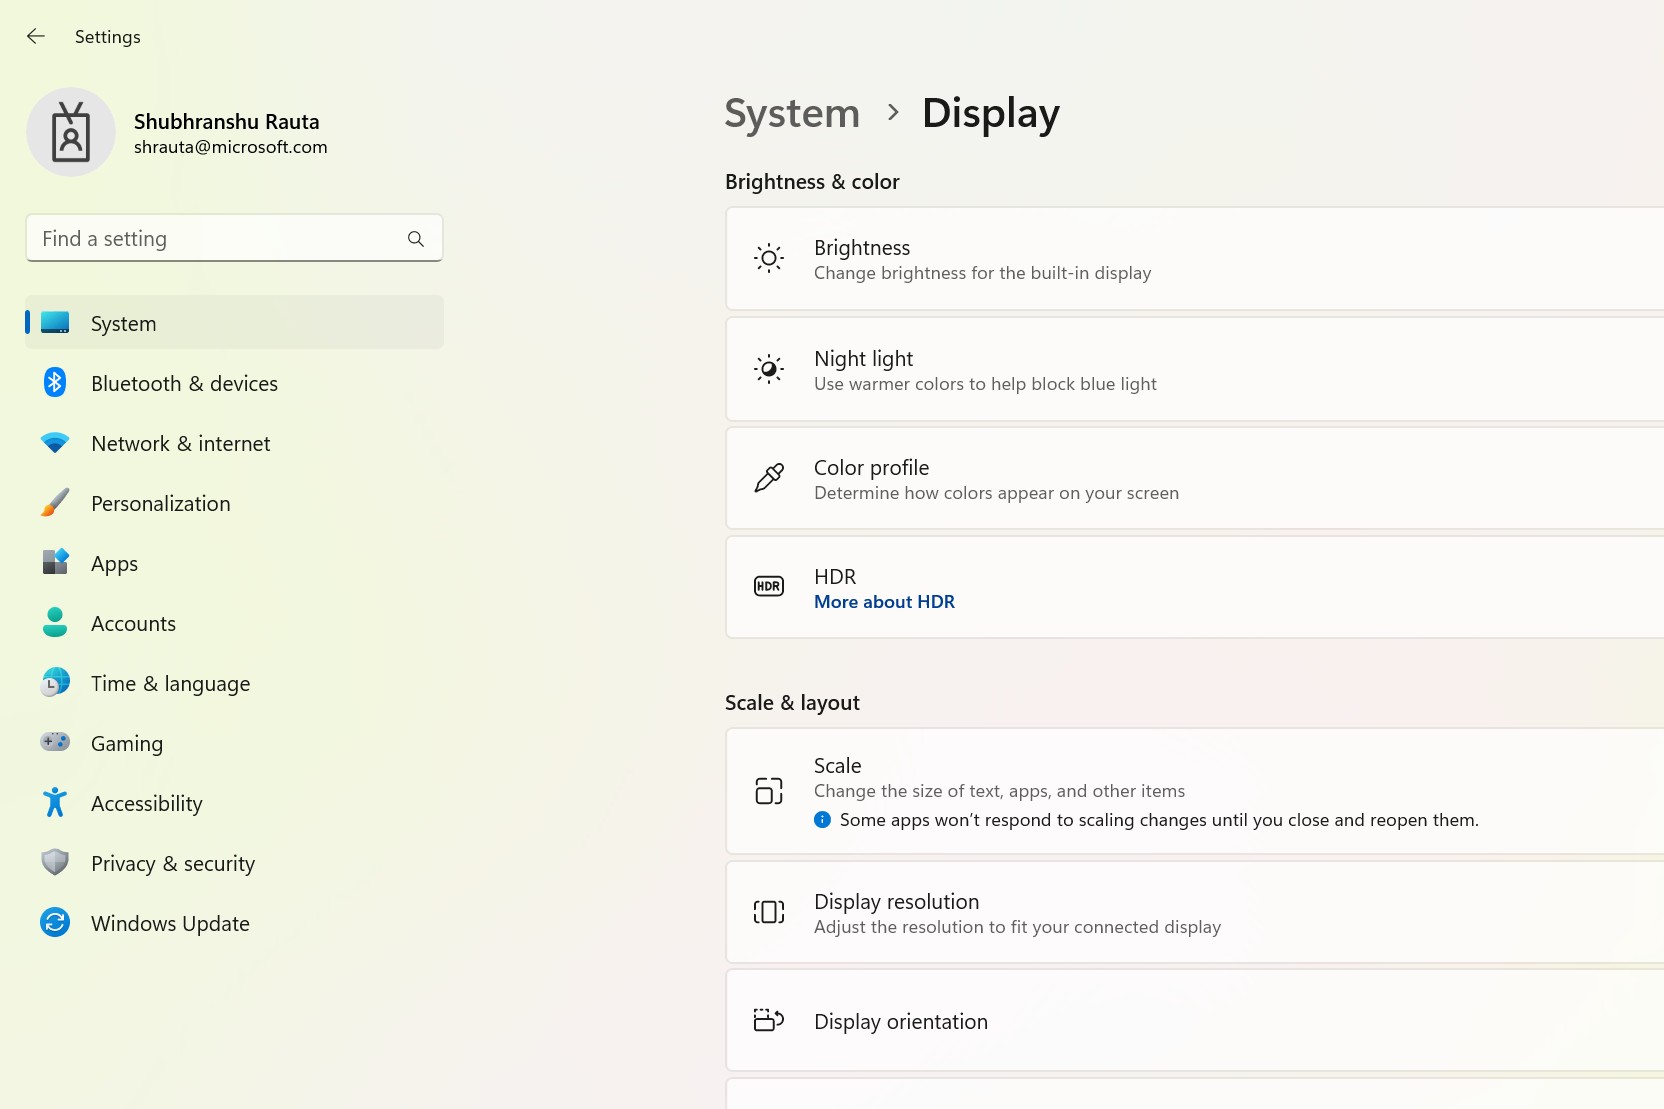 Settings
Shubhranshu Rauta
shrauta@microsoft.com
Find a setting
System
Bluetooth & devices
Network & internet
Personalization
Apps
Accounts
Time & language
Gaming
Accessibility
Privacy & security
Windows Update
System > Display
Brightness & color
Brightness
Change brightness for the built-in display
Night light
Use warmer colors to help block blue light
Color profile
Determine how colors appear on your screen
HDR
HDR
More about HDR
Scale & layout
Scale
Change the size of text, apps, and other items
Some apps won’t respond to scaling changes until you close and reopen them.
Display resolution
Adjust the resolution to fit your connected display
Display orientation